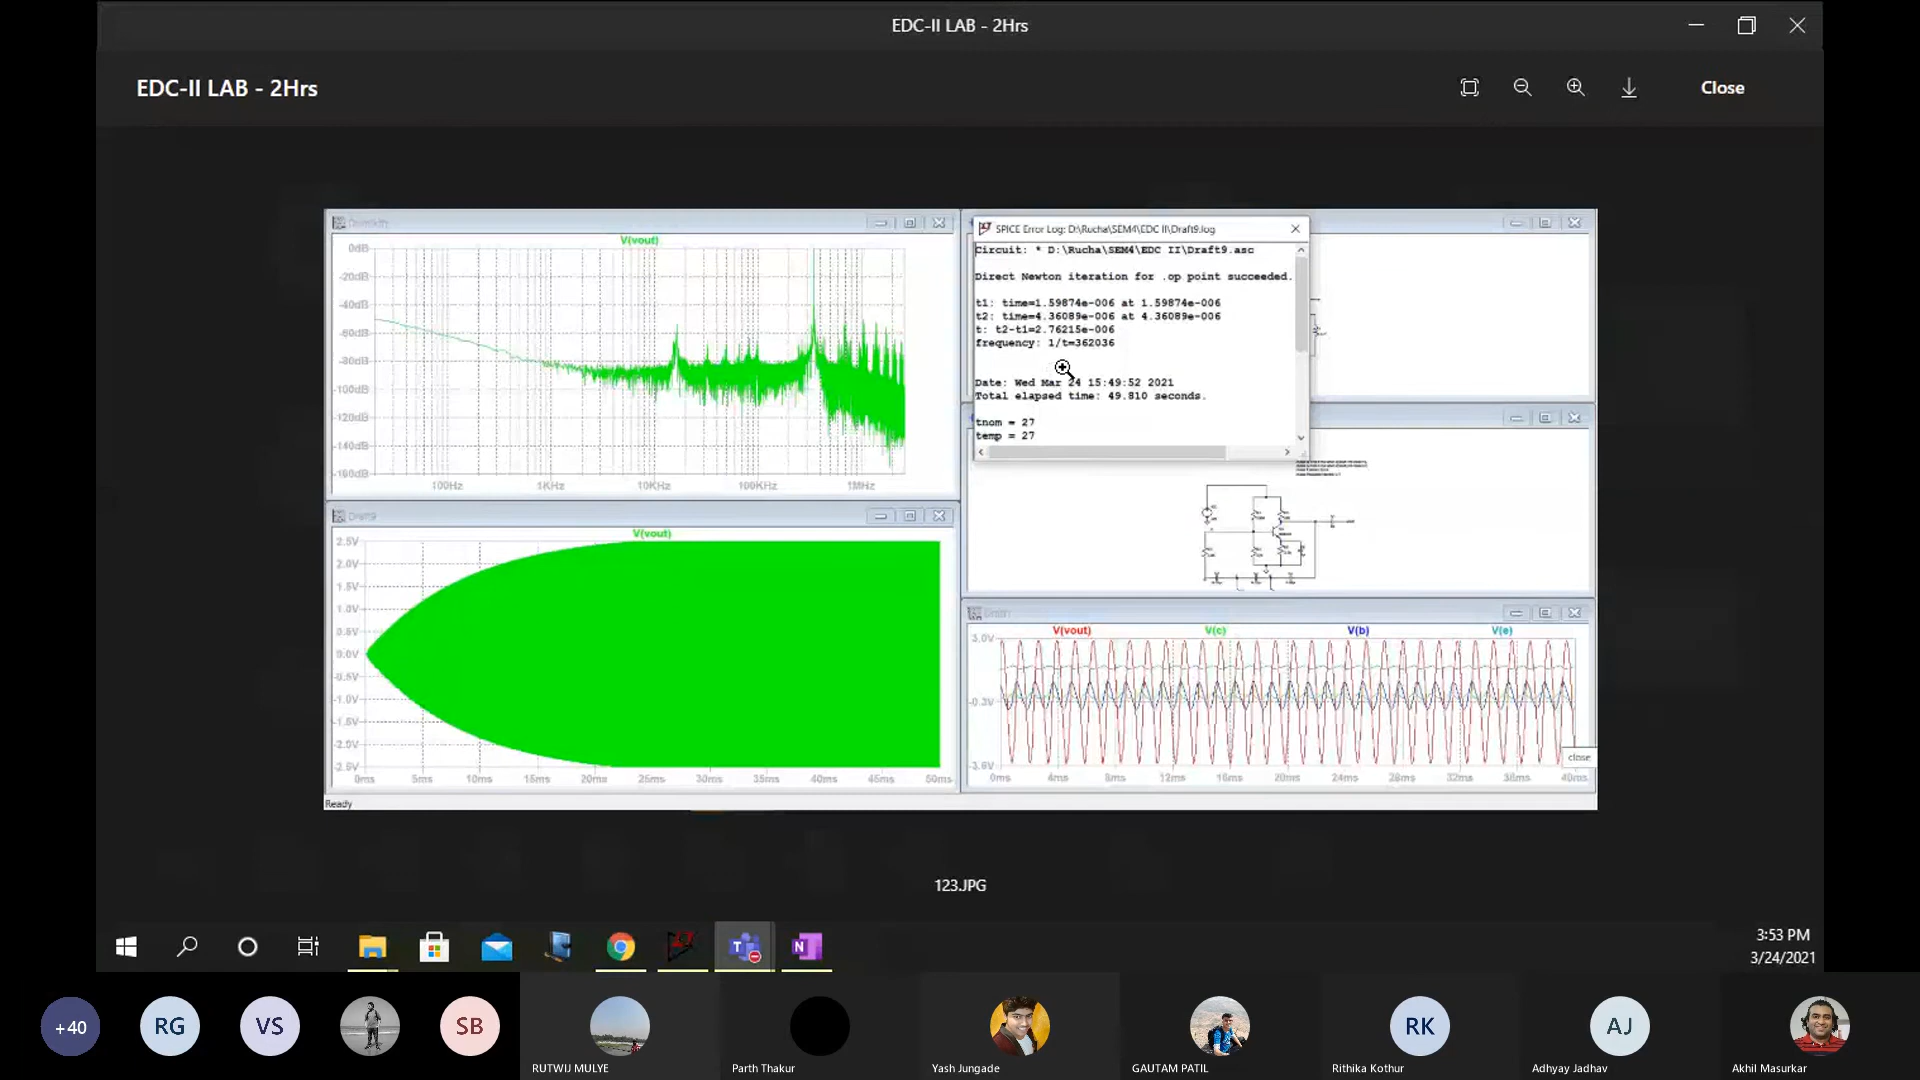 EDC-II LAB - 2Hrs
EDC-II LAB - 2Hrs
Close
V(vout)
0dB
-20dB
-40dB
-60dB
-80dB
-100dB
-120dB
-140dB
-160dB
100Hz
1KHz
10KHz
100KHz
1MHz
SPICE Error Log: D:\Rucha\SEM4\EDC II\Draft9.log
Circuit: * D:\Rucha\SEM4\EDC II\Draft9.asc
Direct Newton iteration for .op point succeeded.
t1: time=1.59874e-006 at 1.59874e-006
t2: time=4.36089e-006 at 4.36089e-006
t: t2-t1=2.76215e-006
frequency: 1/t=362036
Date: Wed Mar 24 15:49:52 2021
Total elapsed time: 49.810 seconds.
tnom = 27
temp = 27
Draft9
V(vout)
2.5V
2.0V
1.5V
1.0V
0.5V
0.0V
-0.5V
-1.0V
-1.5V
-2.0V
-2.5V
0ms
5ms
10ms
15ms
20ms
25ms
30ms
35ms
40ms
45ms
50ms
V(vout)
V(c)
V(b)
V(e)
3.0V
-0.3V
-3.6V
0ms
4ms
8ms
12ms
16ms
20ms
24ms
28ms
32ms
36ms
40ms
close
Ready
123.JPG
3:53 PM
3/24/2021
+40
RG
VS
SB
RK
AJ
RUTWIJ MULYE
Parth Thakur
Yash Jungade
GAUTAM PATIL
Rithika Kothur
Adhyay Jadhav
Akhil Masurkar